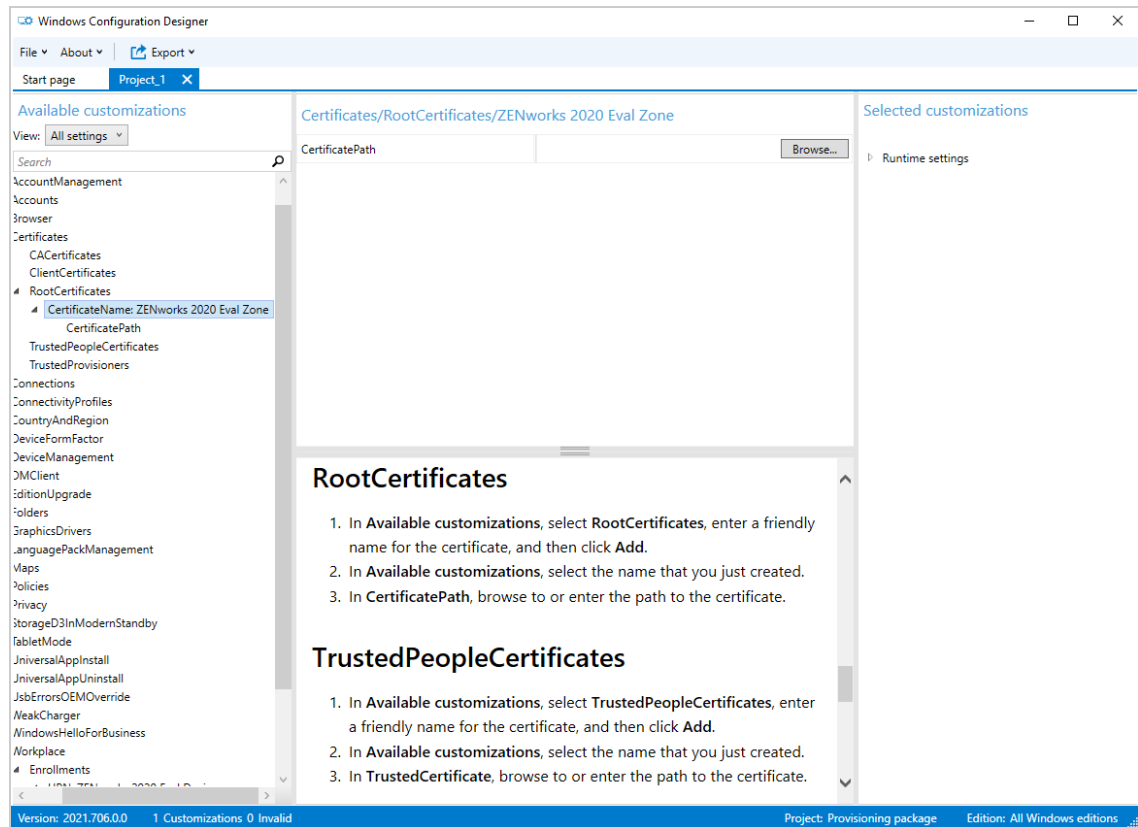 Windows Configuration Designer
File About Export
Start page Project_1
Available customizations
View: All settings
Search
AccountManagement
Accounts
Browser
Certificates
CACertificates
ClientCertificates
RootCertificates
CertificateName: ZENworks 2020 Eval Zone
CertificatePath
TrustedPeopleCertificates
TrustedProvisioners
Connections
ConnectivityProfiles
CountryAndRegion
DeviceFormFactor
DeviceManagement
DMClient
EditionUpgrade
Folders
GraphicsDrivers
LanguagePackManagement
Maps
Policies
Privacy
StorageD3InModernStandby
TabletMode
UniversalAppInstall
UniversalAppUninstall
UsbErrorsOEMOverride
WeakCharger
WindowsHelloForBusiness
Workplace
Enrollments
Certificates/RootCertificates/ZENworks 2020 Eval Zone
CertificatePath Browse...
RootCertificates
1. In Available customizations, select RootCertificates, enter a friendly
name for the certificate, and then click Add.
2. In Available customizations, select the name that you just created.
3. In CertificatePath, browse to or enter the path to the certificate.
TrustedPeopleCertificates
1. In Available customizations, select TrustedPeopleCertificates, enter
a friendly name for the certificate, and then click Add.
2. In Available customizations, select the name that you just created.
3. In TrustedCertificate, browse to or enter the path to the certificate.
Selected customizations
Runtime settings
Version: 2021.706.0.0 1 Customizations 0 Invalid Project: Provisioning package Edition: All Windows editions